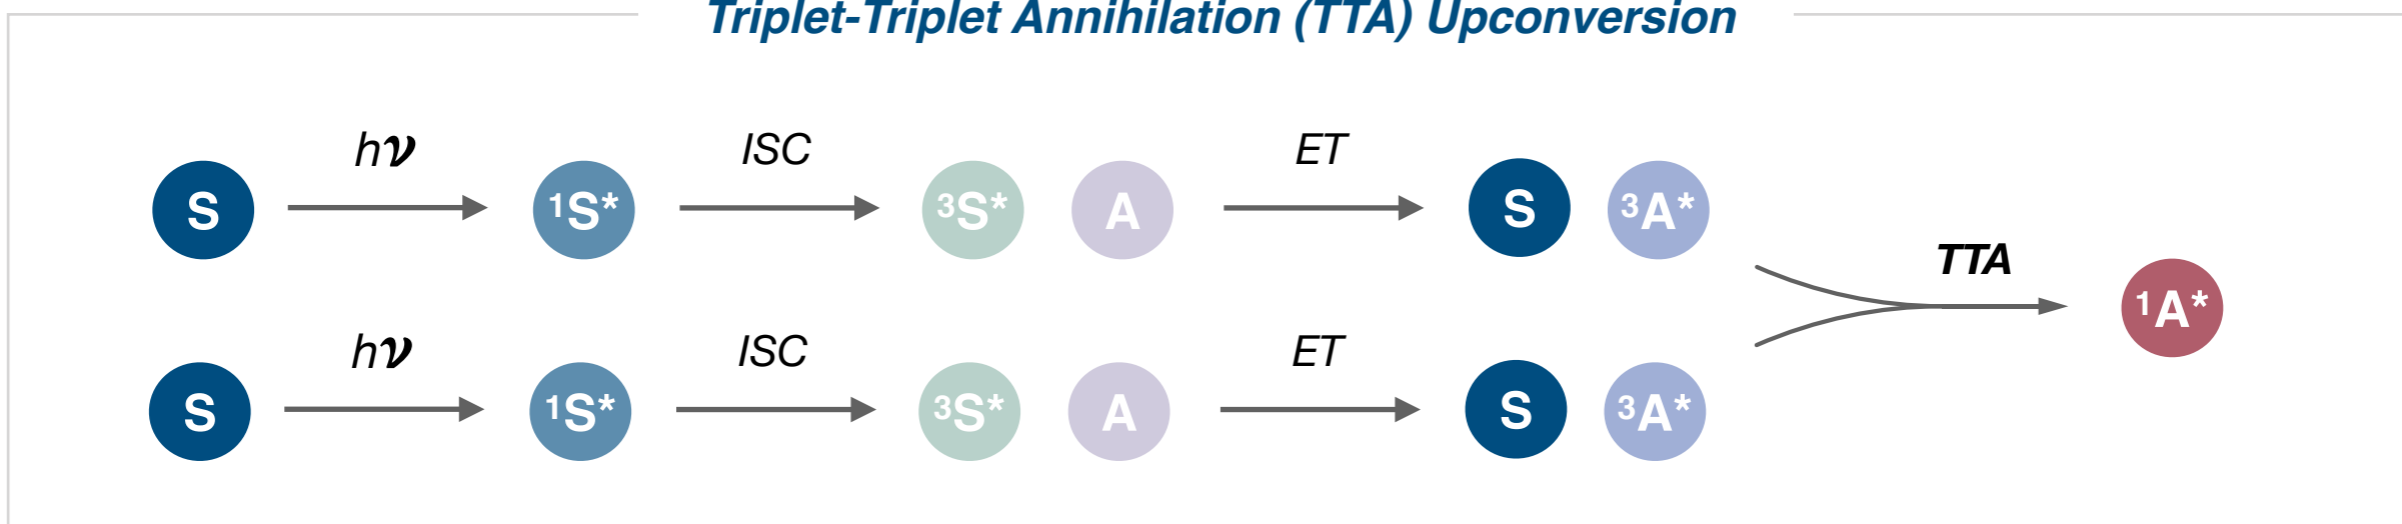 Triplet-Triplet Annihilation (TTA) Upconversion
hν ISC ET
S ¹S* ³S* A S ³A*
TTA
¹A*
hν ISC ET
S ¹S* ³S* A S ³A*